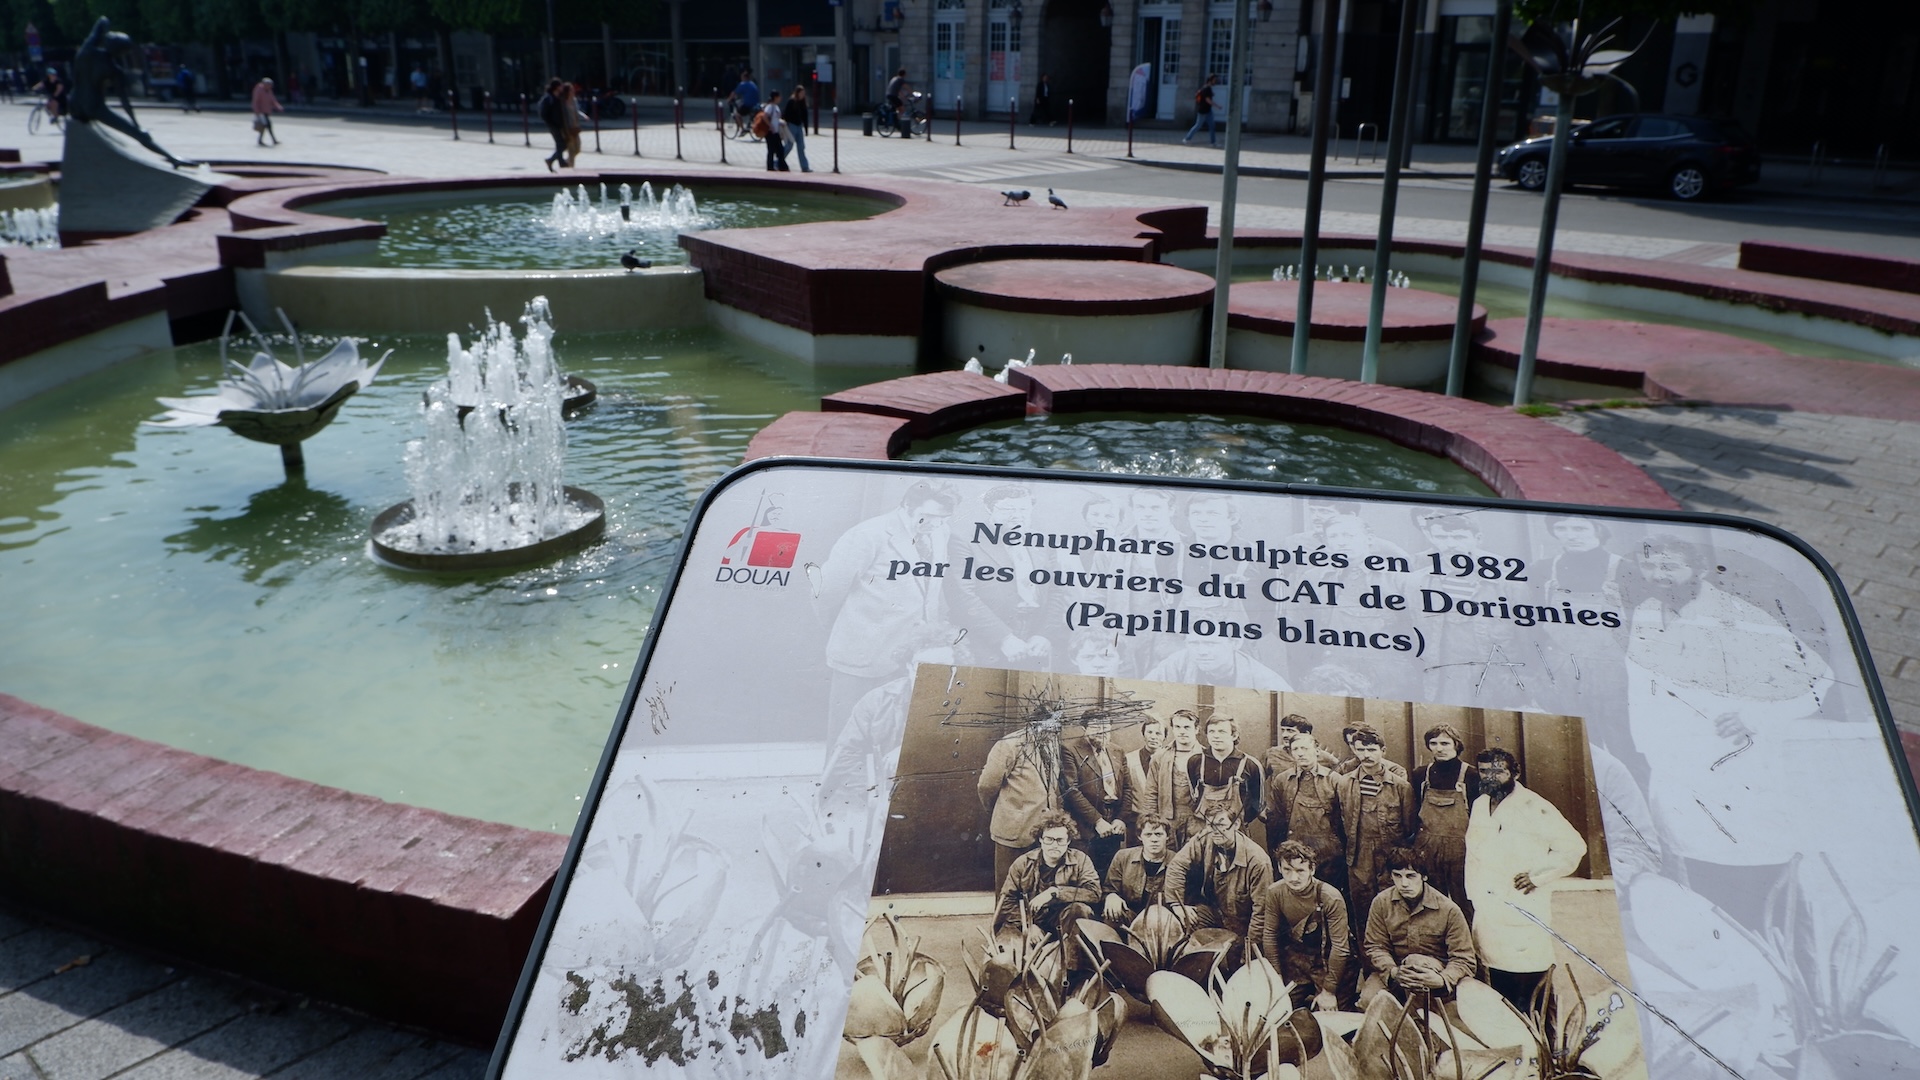 DOUAI
Nénuphars sculptés en 1982
par les ouvriers du CAT de Dorignies
(Papillons blancs)